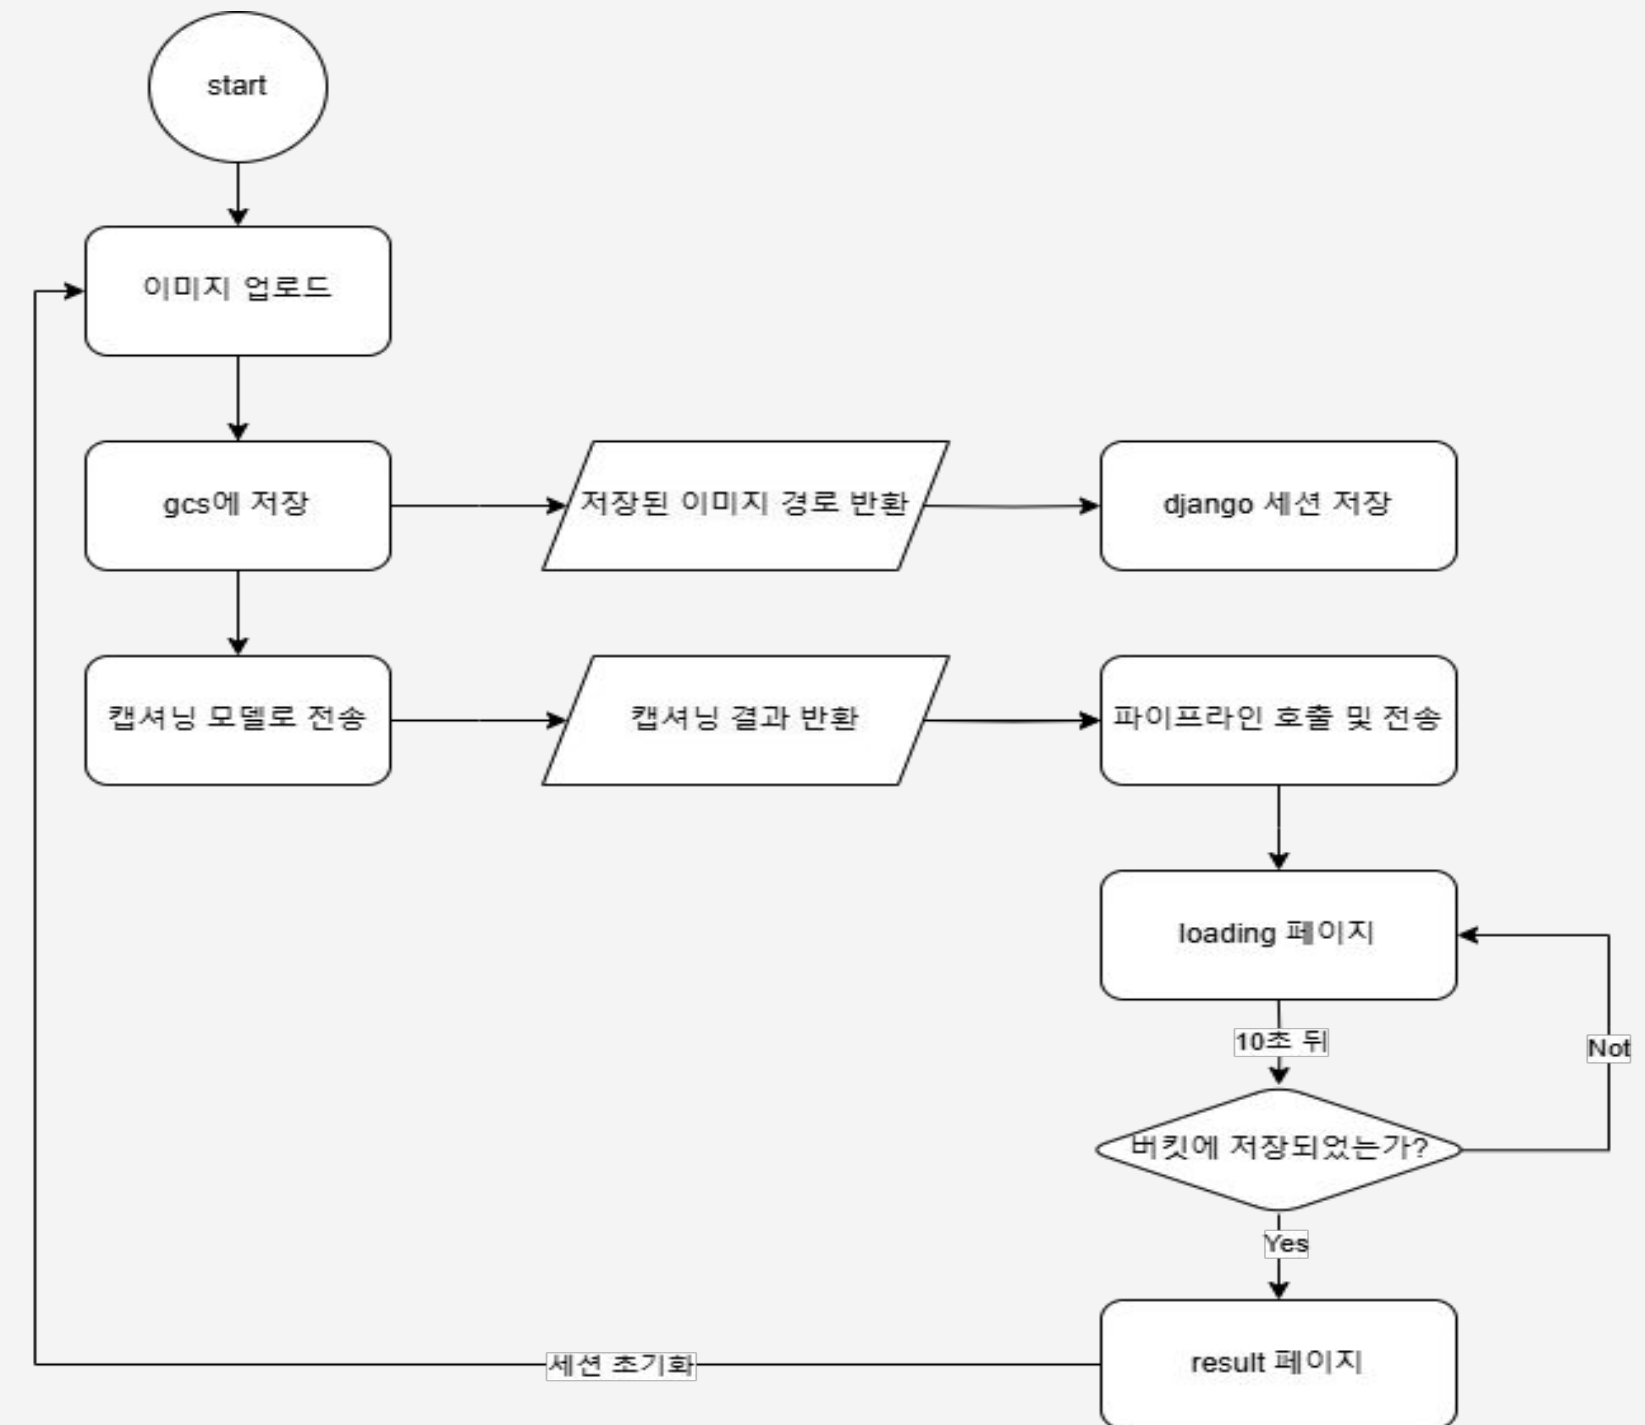 start
이미지 업로드
gcs에 저장
저장된 이미지 경로 반환
django 세션 저장
캡셔닝 모델로 전송
캡셔닝 결과 반환
파이프라인 호출 및 전송
loading 페이지
10초 뒤
Not
버킷에 저장되었는가?
Yes
세션 초기화
result 페이지